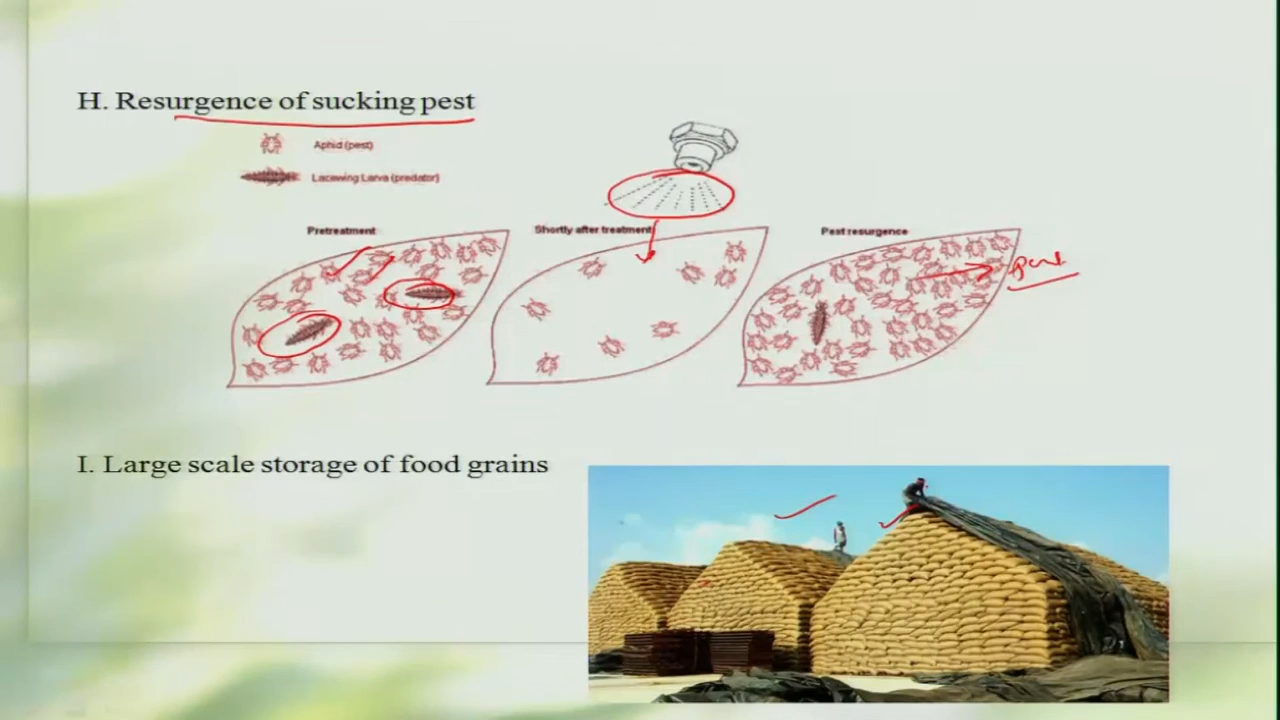 H. Resurgence of sucking pest
Aphid (pest)
Lacewing Larva (predator)
Pretreatment
Shortly after treatment
Pest resurgence
I. Large scale storage of food grains